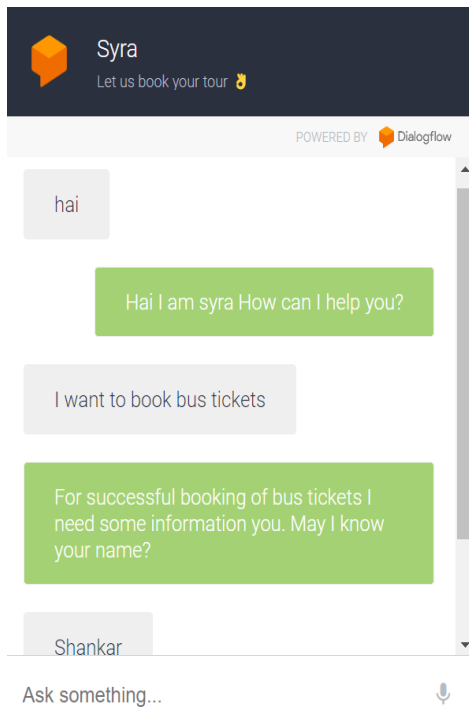 Syra
Let us book your tour 👌
POWERED BY Dialogflow
hai
Hai I am syra How can I help you?
I want to book bus tickets
For successful booking of bus tickets I
need some information you. May I know
your name?
Shankar
Ask something...